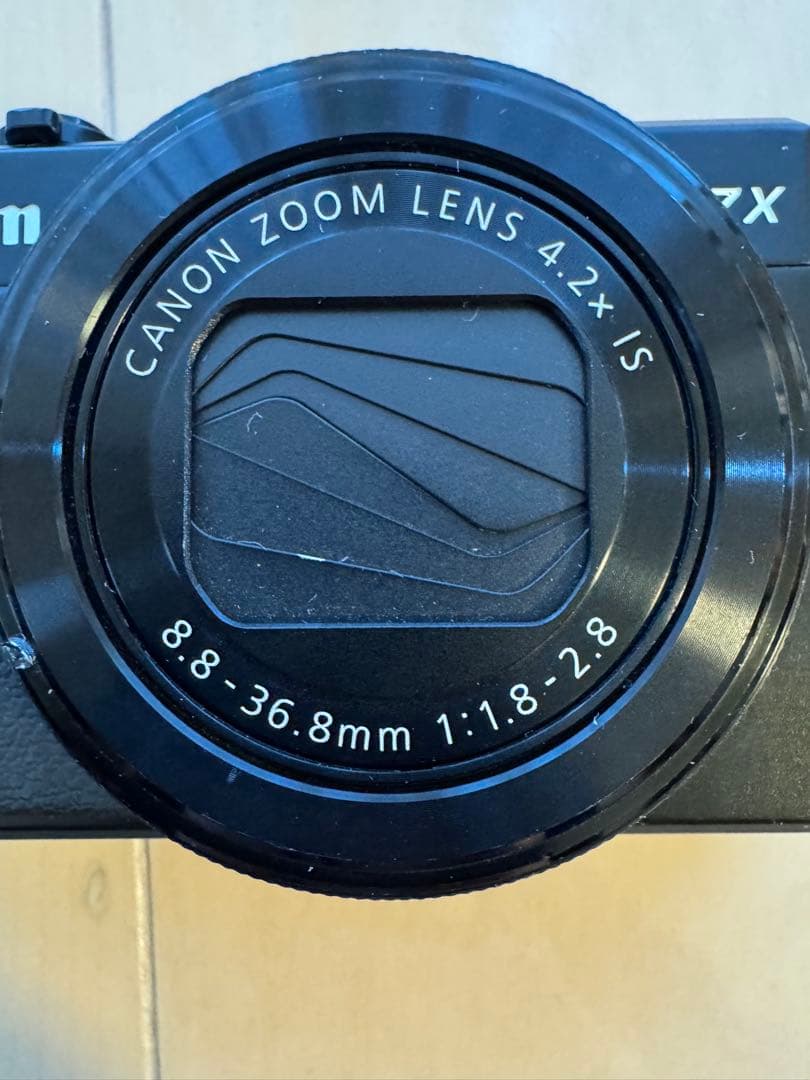 CANON ZOOM LENS 4.2x IS
8.8-36.8mm 1:1.8-2.8